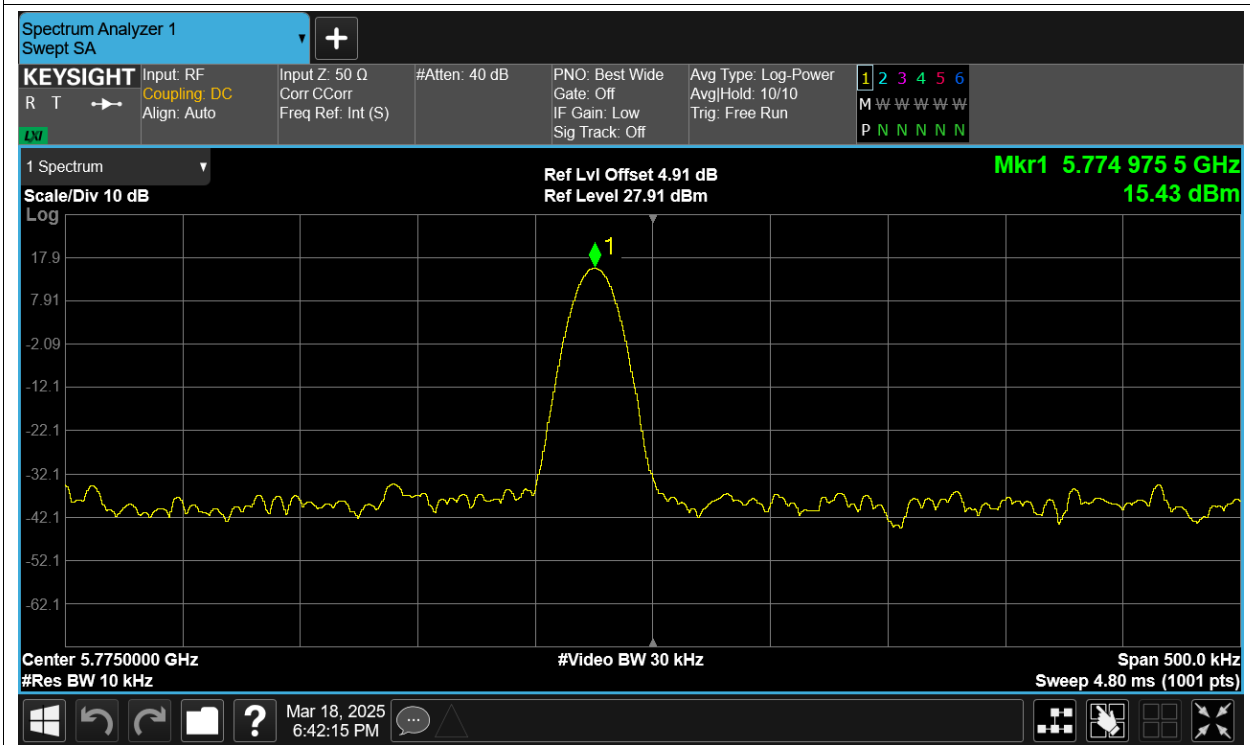 Spectrum Analyzer 1
Swept SA
KEYSIGHT
R T
LXI
Input: RF
Coupling: DC
Align: Auto
Input Z: 50 Ω
Corr CCorr
Freq Ref: Int (S)
#Atten: 40 dB
PNO: Best Wide
Gate: Off
IF Gain: Low
Sig Track: Off
Avg Type: Log-Power
Avg|Hold: 10/10
Trig: Free Run
1 2 3 4 5 6
M W W W W W
P N N N N N
1 Spectrum
Scale/Div 10 dB
Log
Ref Lvl Offset 4.91 dB
Ref Level 27.91 dBm
Mkr1 5.774 975 5 GHz
15.43 dBm
1
17.9
7.91
-2.09
-12.1
-22.1
-32.1
-42.1
-52.1
-62.1
Center 5.7750000 GHz
#Res BW 10 kHz
#Video BW 30 kHz
Span 500.0 kHz
Sweep 4.80 ms (1001 pts)
?
Mar 18, 2025
6:42:15 PM